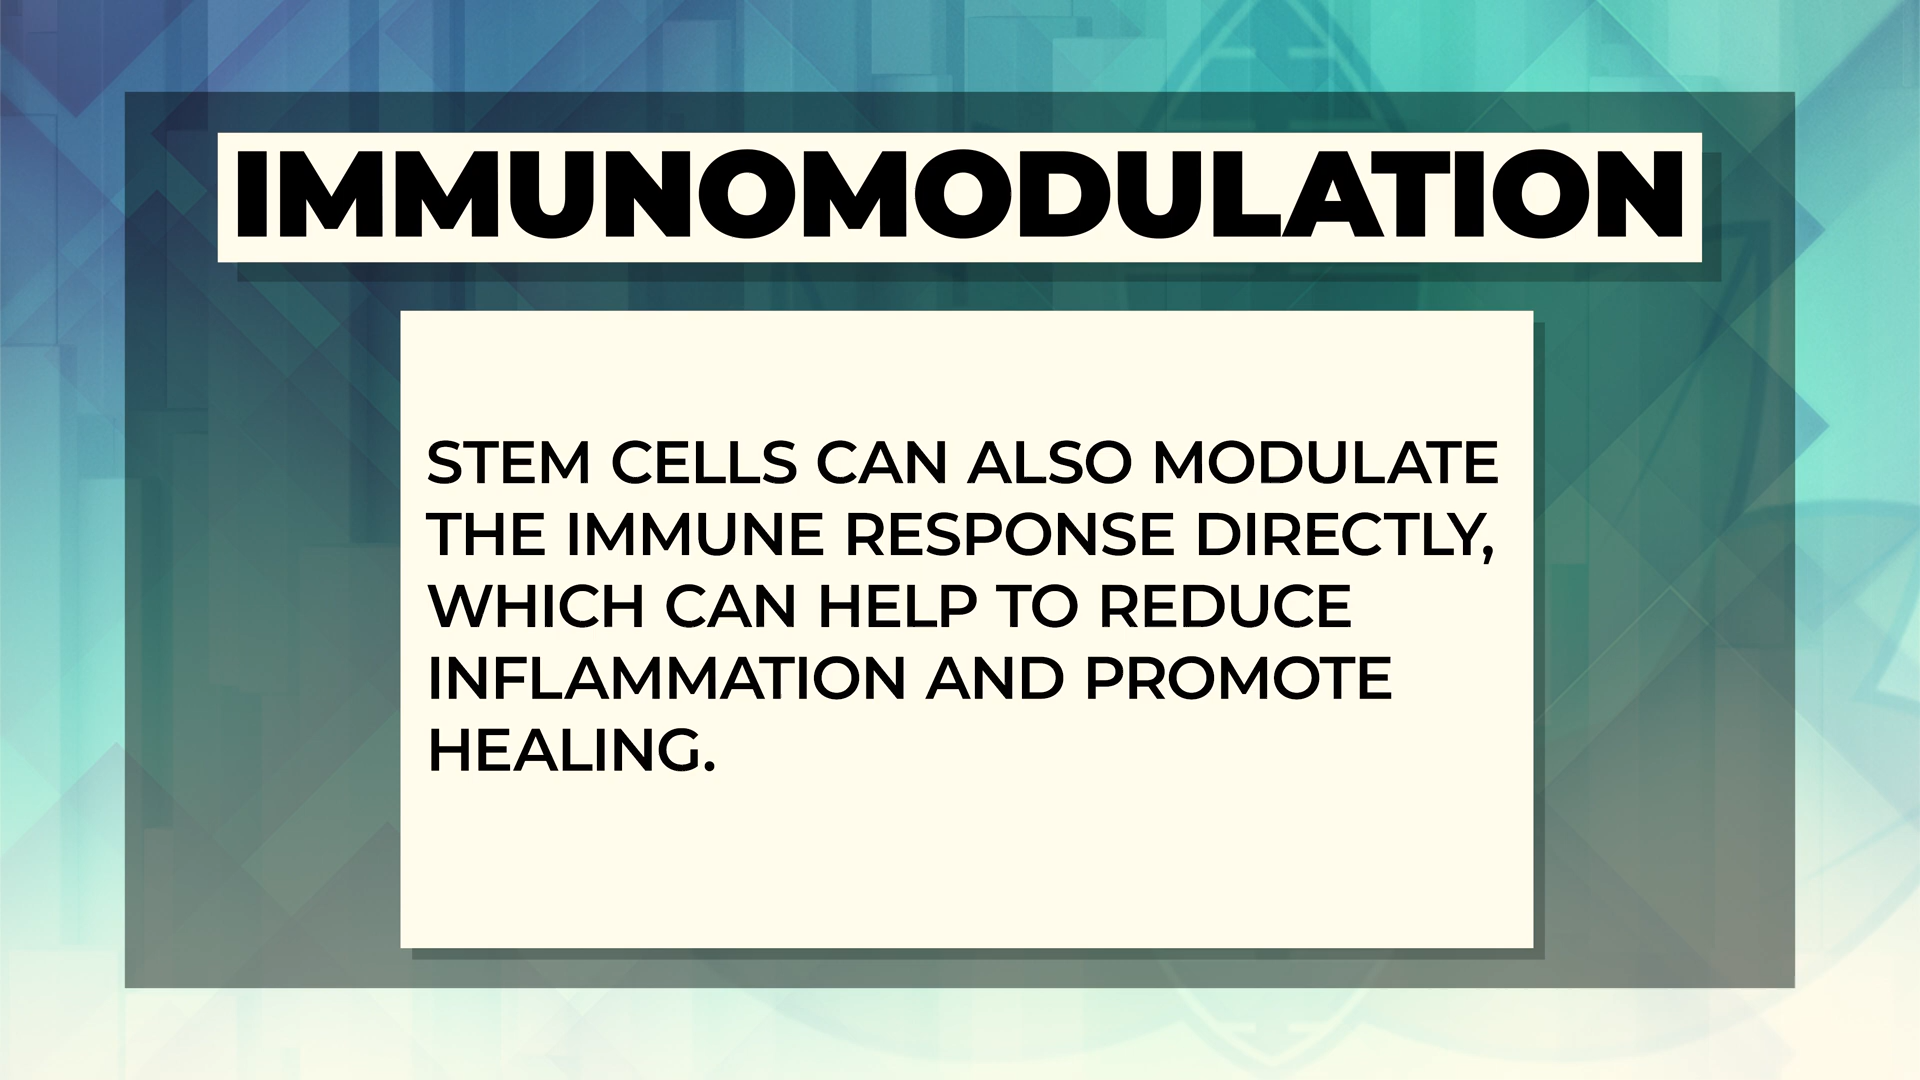 IMMUNOMODULATION
STEM CELLS CAN ALSO MODULATE
THE IMMUNE RESPONSE DIRECTLY,
WHICH CAN HELP TO REDUCE
INFLAMMATION AND PROMOTE
HEALING.